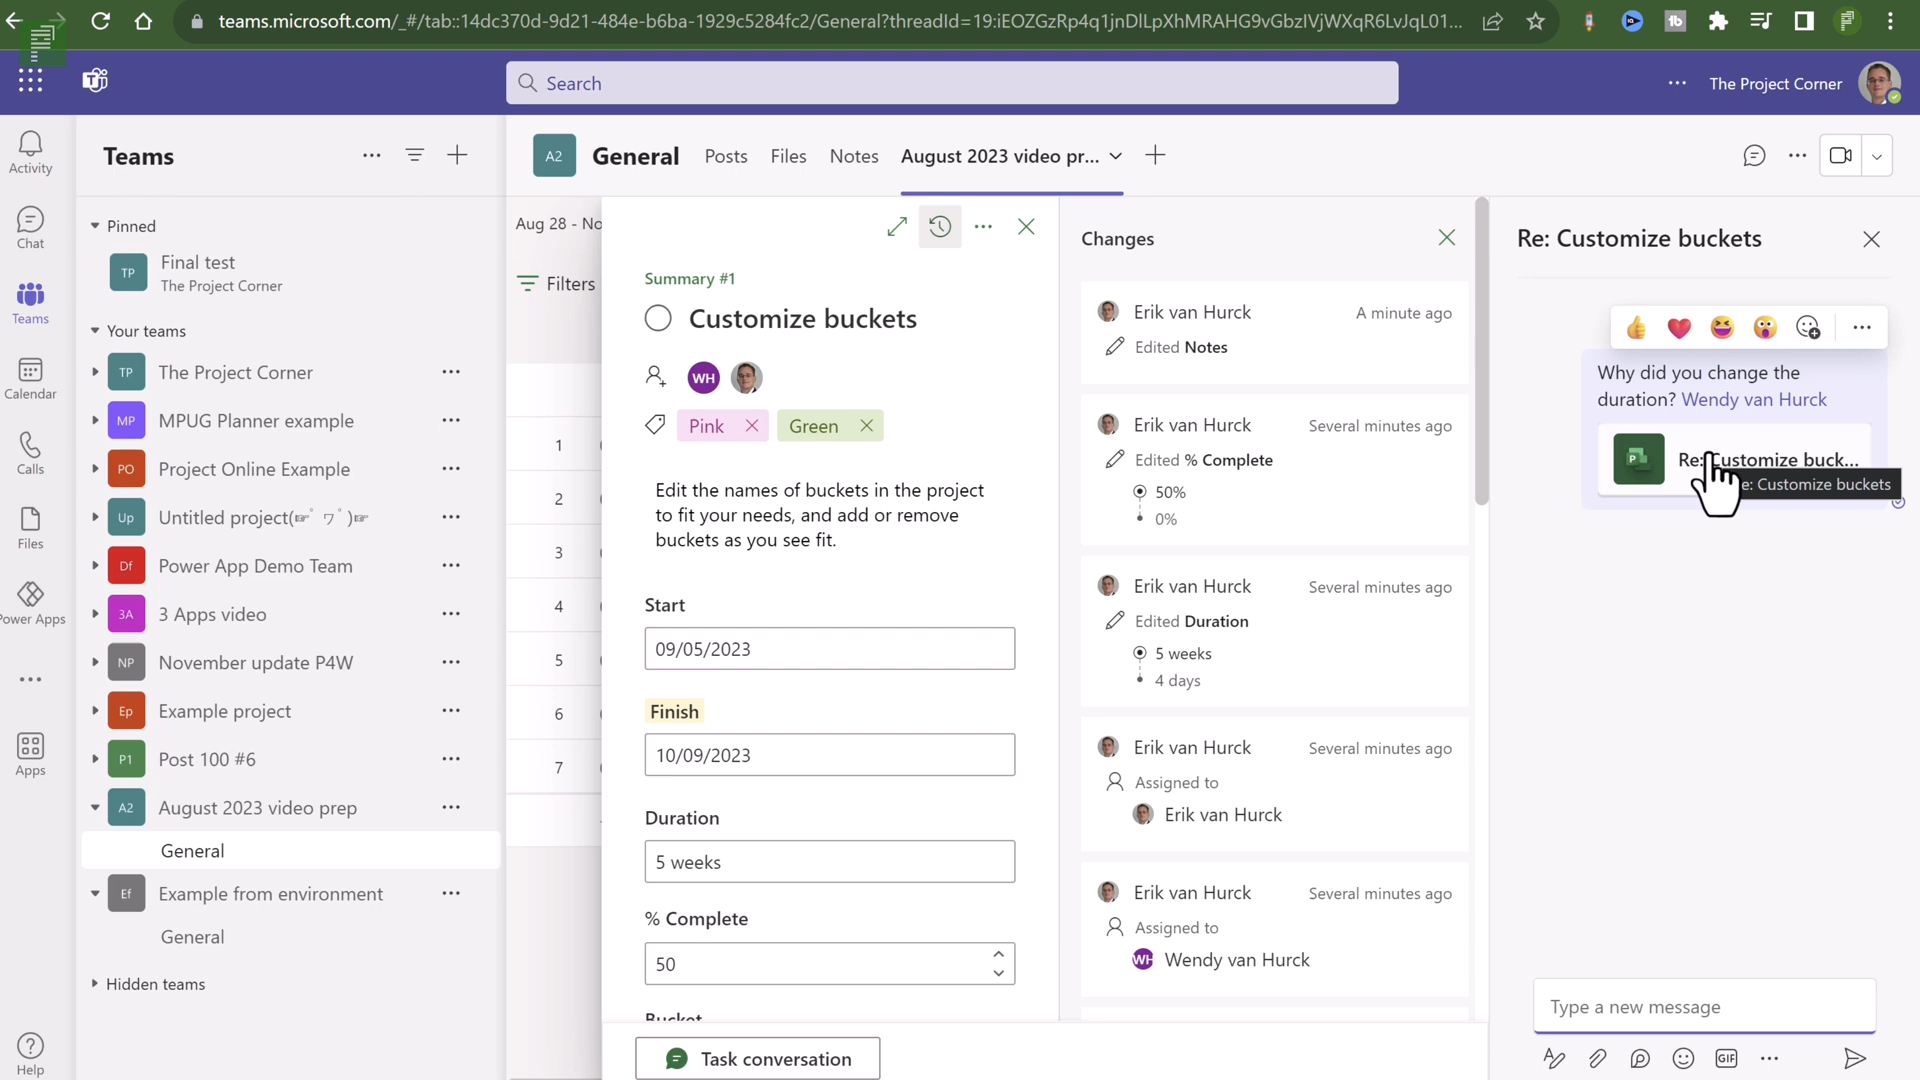 teams.microsoft.com/_#/tab::14dc370d-9d21-484e-b6ba-1929c5284fc2/General?threadId=19:iEOZGzRp4q1jnDlLpXhMRAHG9vGbzIVjWXqR6LvJqL01...
Search
The Project Corner
Activity
Chat
Teams
Calendar
Calls
Files
Power Apps
Apps
Help
Teams
Pinned
TP Final test
The Project Corner
Your teams
TP The Project Corner
MP MPUG Planner example
PO Project Online Example
Up Untitled project(☞ﾟヮﾟ)☞
Df Power App Demo Team
3A 3 Apps video
NP November update P4W
Ep Example project
P1 Post 100 #6
A2 August 2023 video prep
General
Ef Example from environment
General
Hidden teams
A2 General Posts Files Notes August 2023 video pr...
Aug 28 - No
Filters
1
2
3
4
5
6
7
Summary #1
Customize buckets
WH
Pink
Green
Edit the names of buckets in the project
to fit your needs, and add or remove
buckets as you see fit.
Start
09/05/2023
Finish
10/09/2023
Duration
5 weeks
% Complete
50
Bucket
Task conversation
Changes
Erik van Hurck A minute ago
Edited Notes
Erik van Hurck Several minutes ago
Edited % Complete
50%
0%
Erik van Hurck Several minutes ago
Edited Duration
5 weeks
4 days
Erik van Hurck Several minutes ago
Assigned to
Erik van Hurck
Erik van Hurck Several minutes ago
Assigned to
WH Wendy van Hurck
Re: Customize buckets
Why did you change the
duration? Wendy van Hurck
Re: Customize buck...
e: Customize buckets
Type a new message
GIF